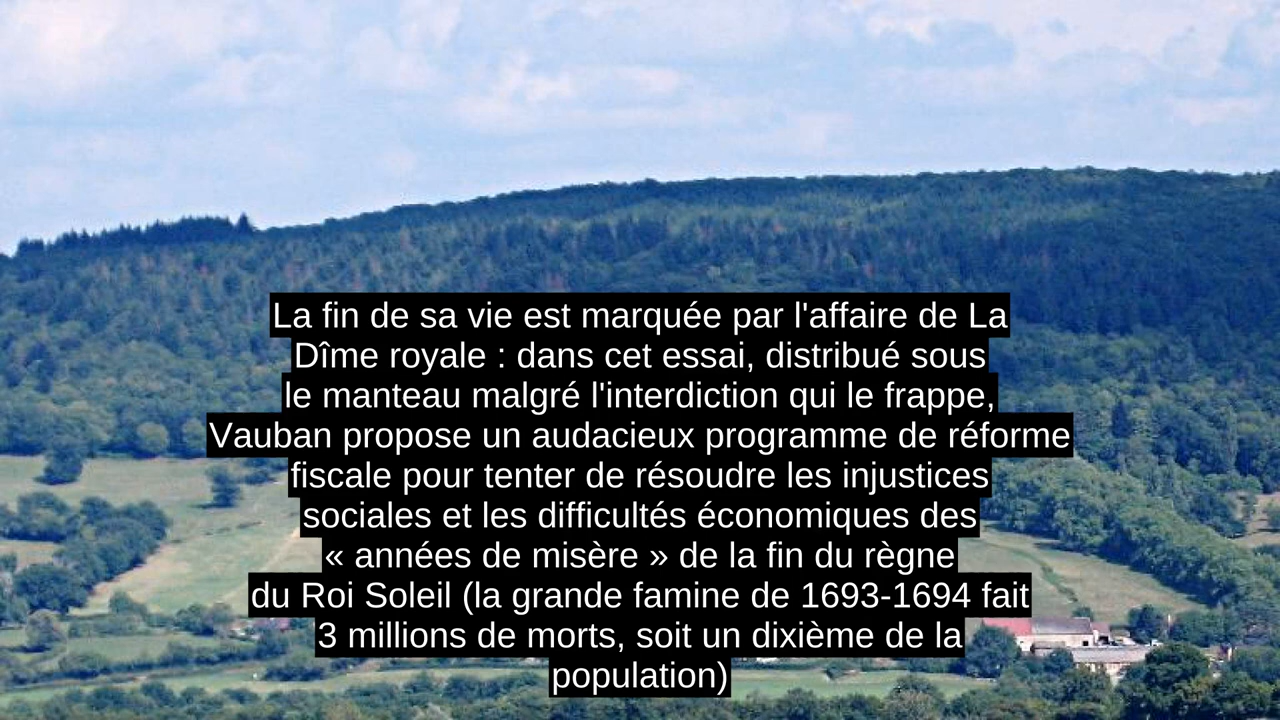 La fin de sa vie est marquée par l'affaire de La
Dîme royale : dans cet essai, distribué sous
le manteau malgré l'interdiction qui le frappe,
Vauban propose un audacieux programme de réforme
fiscale pour tenter de résoudre les injustices
sociales et les difficultés économiques des
« années de misère » de la fin du règne
du Roi Soleil (la grande famine de 1693-1694 fait
3 millions de morts, soit un dixième de la
population)